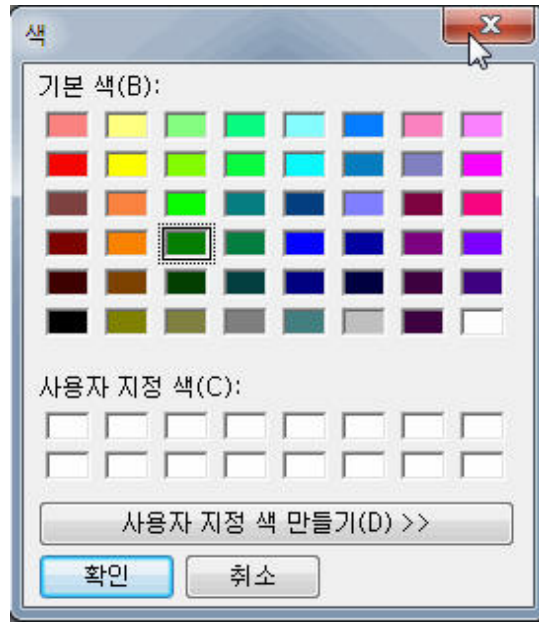 색
기본 색(B):
사용자 지정 색(C):
사용자 지정 색 만들기(D) >>
확인
취소